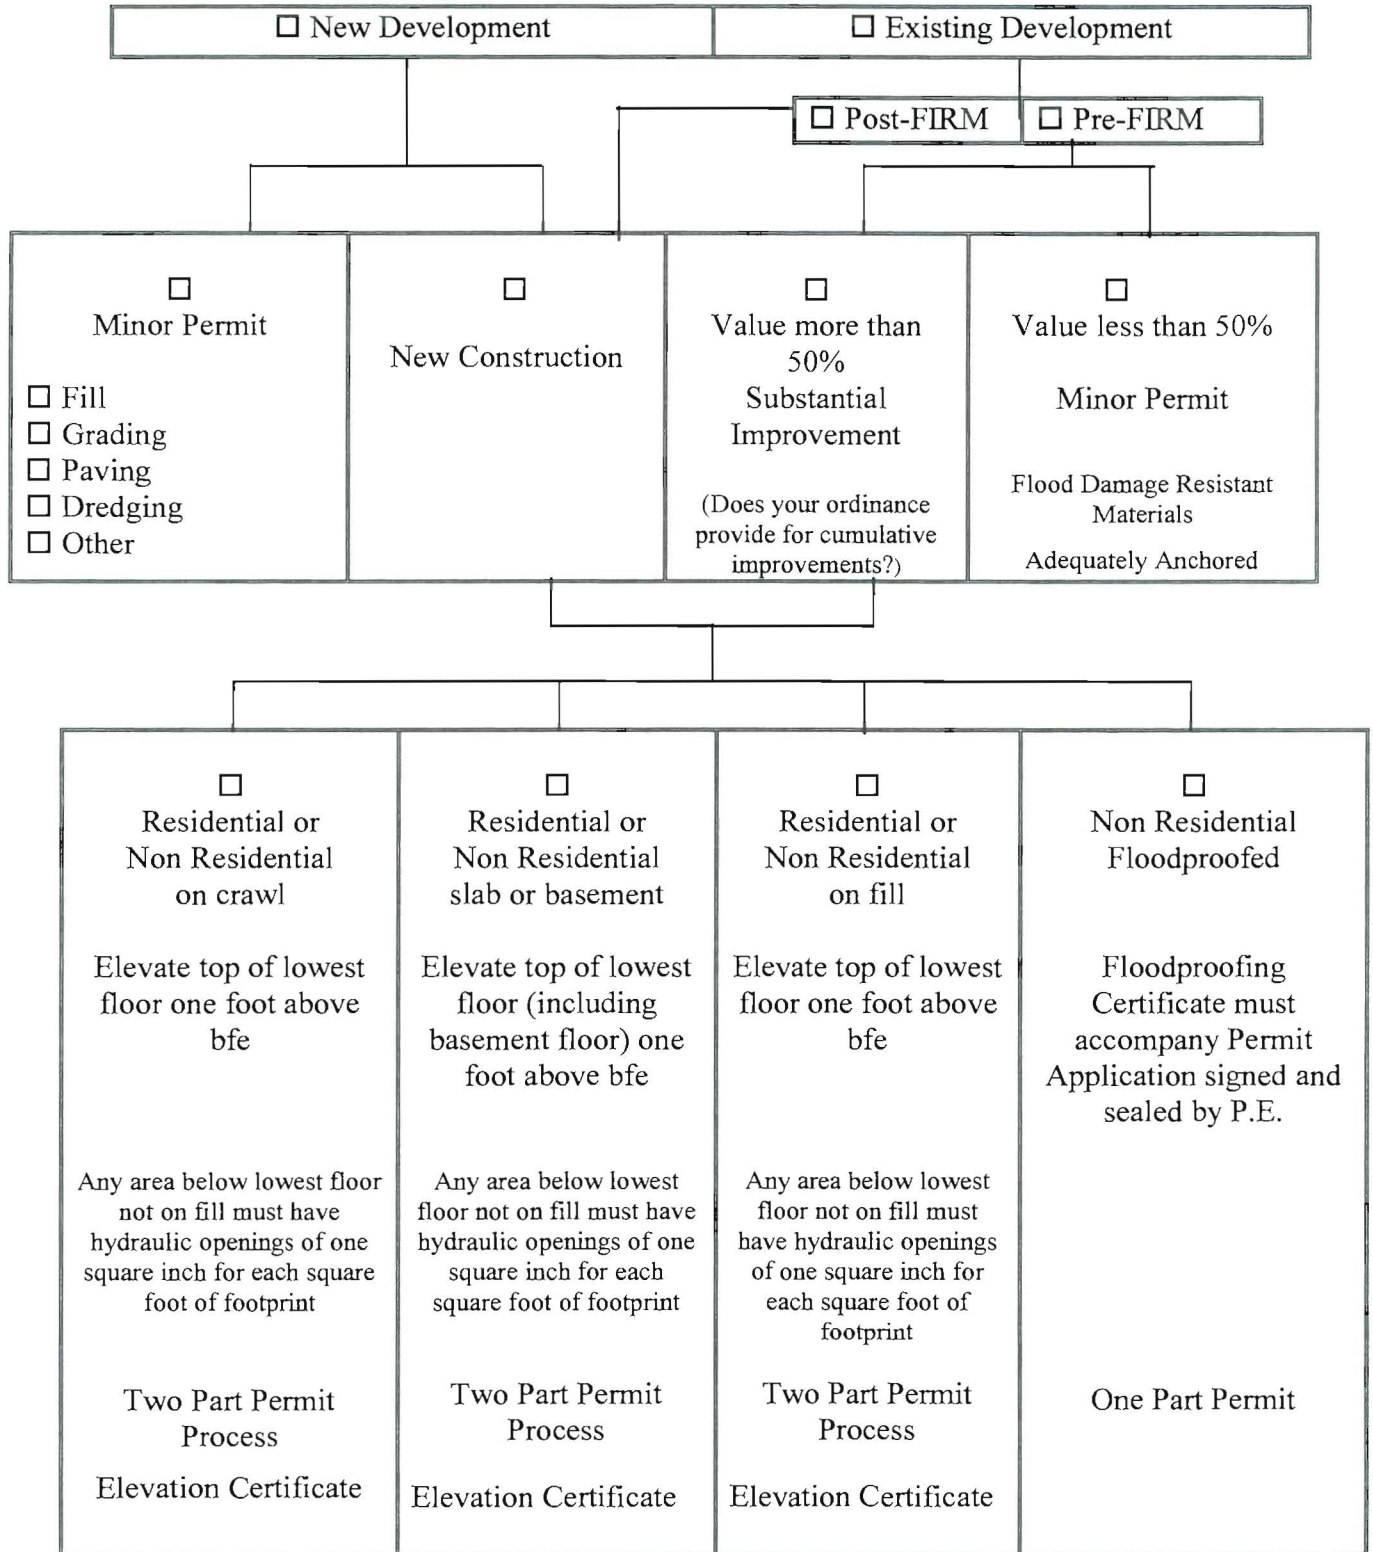 ☐ New Development
☐ Existing Development
☐ Post-FIRM
☐ Pre-FIRM
☐
Minor Permit
☐ Fill
☐ Grading
☐ Paving
☐ Dredging
☐ Other
☐
New Construction
☐
Value more than
50%
Substantial
Improvement
(Does your ordinance
provide for cumulative
improvements?)
☐
Value less than 50%
Minor Permit
Flood Damage Resistant
Materials
Adequately Anchored
☐
Residential or
Non Residential
on crawl
Elevate top of lowest
floor one foot above
bfe
Any area below lowest floor
not on fill must have
hydraulic openings of one
square inch for each square
foot of footprint
Two Part Permit
Process
Elevation Certificate
☐
Residential or
Non Residential
slab or basement
Elevate top of lowest
floor (including
basement floor) one
foot above bfe
Any area below lowest
floor not on fill must have
hydraulic openings of one
square inch for each
square foot of footprint
Two Part Permit
Process
Elevation Certificate
☐
Residential or
Non Residential
on fill
Elevate top of lowest
floor one foot above
bfe
Any area below lowest
floor not on fill must
have hydraulic openings
of one square inch for
each square foot of
footprint
Two Part Permit
Process
Elevation Certificate
☐
Non Residential
Floodproofed
Floodproofing
Certificate must
accompany Permit
Application signed and
sealed by P.E.
One Part Permit